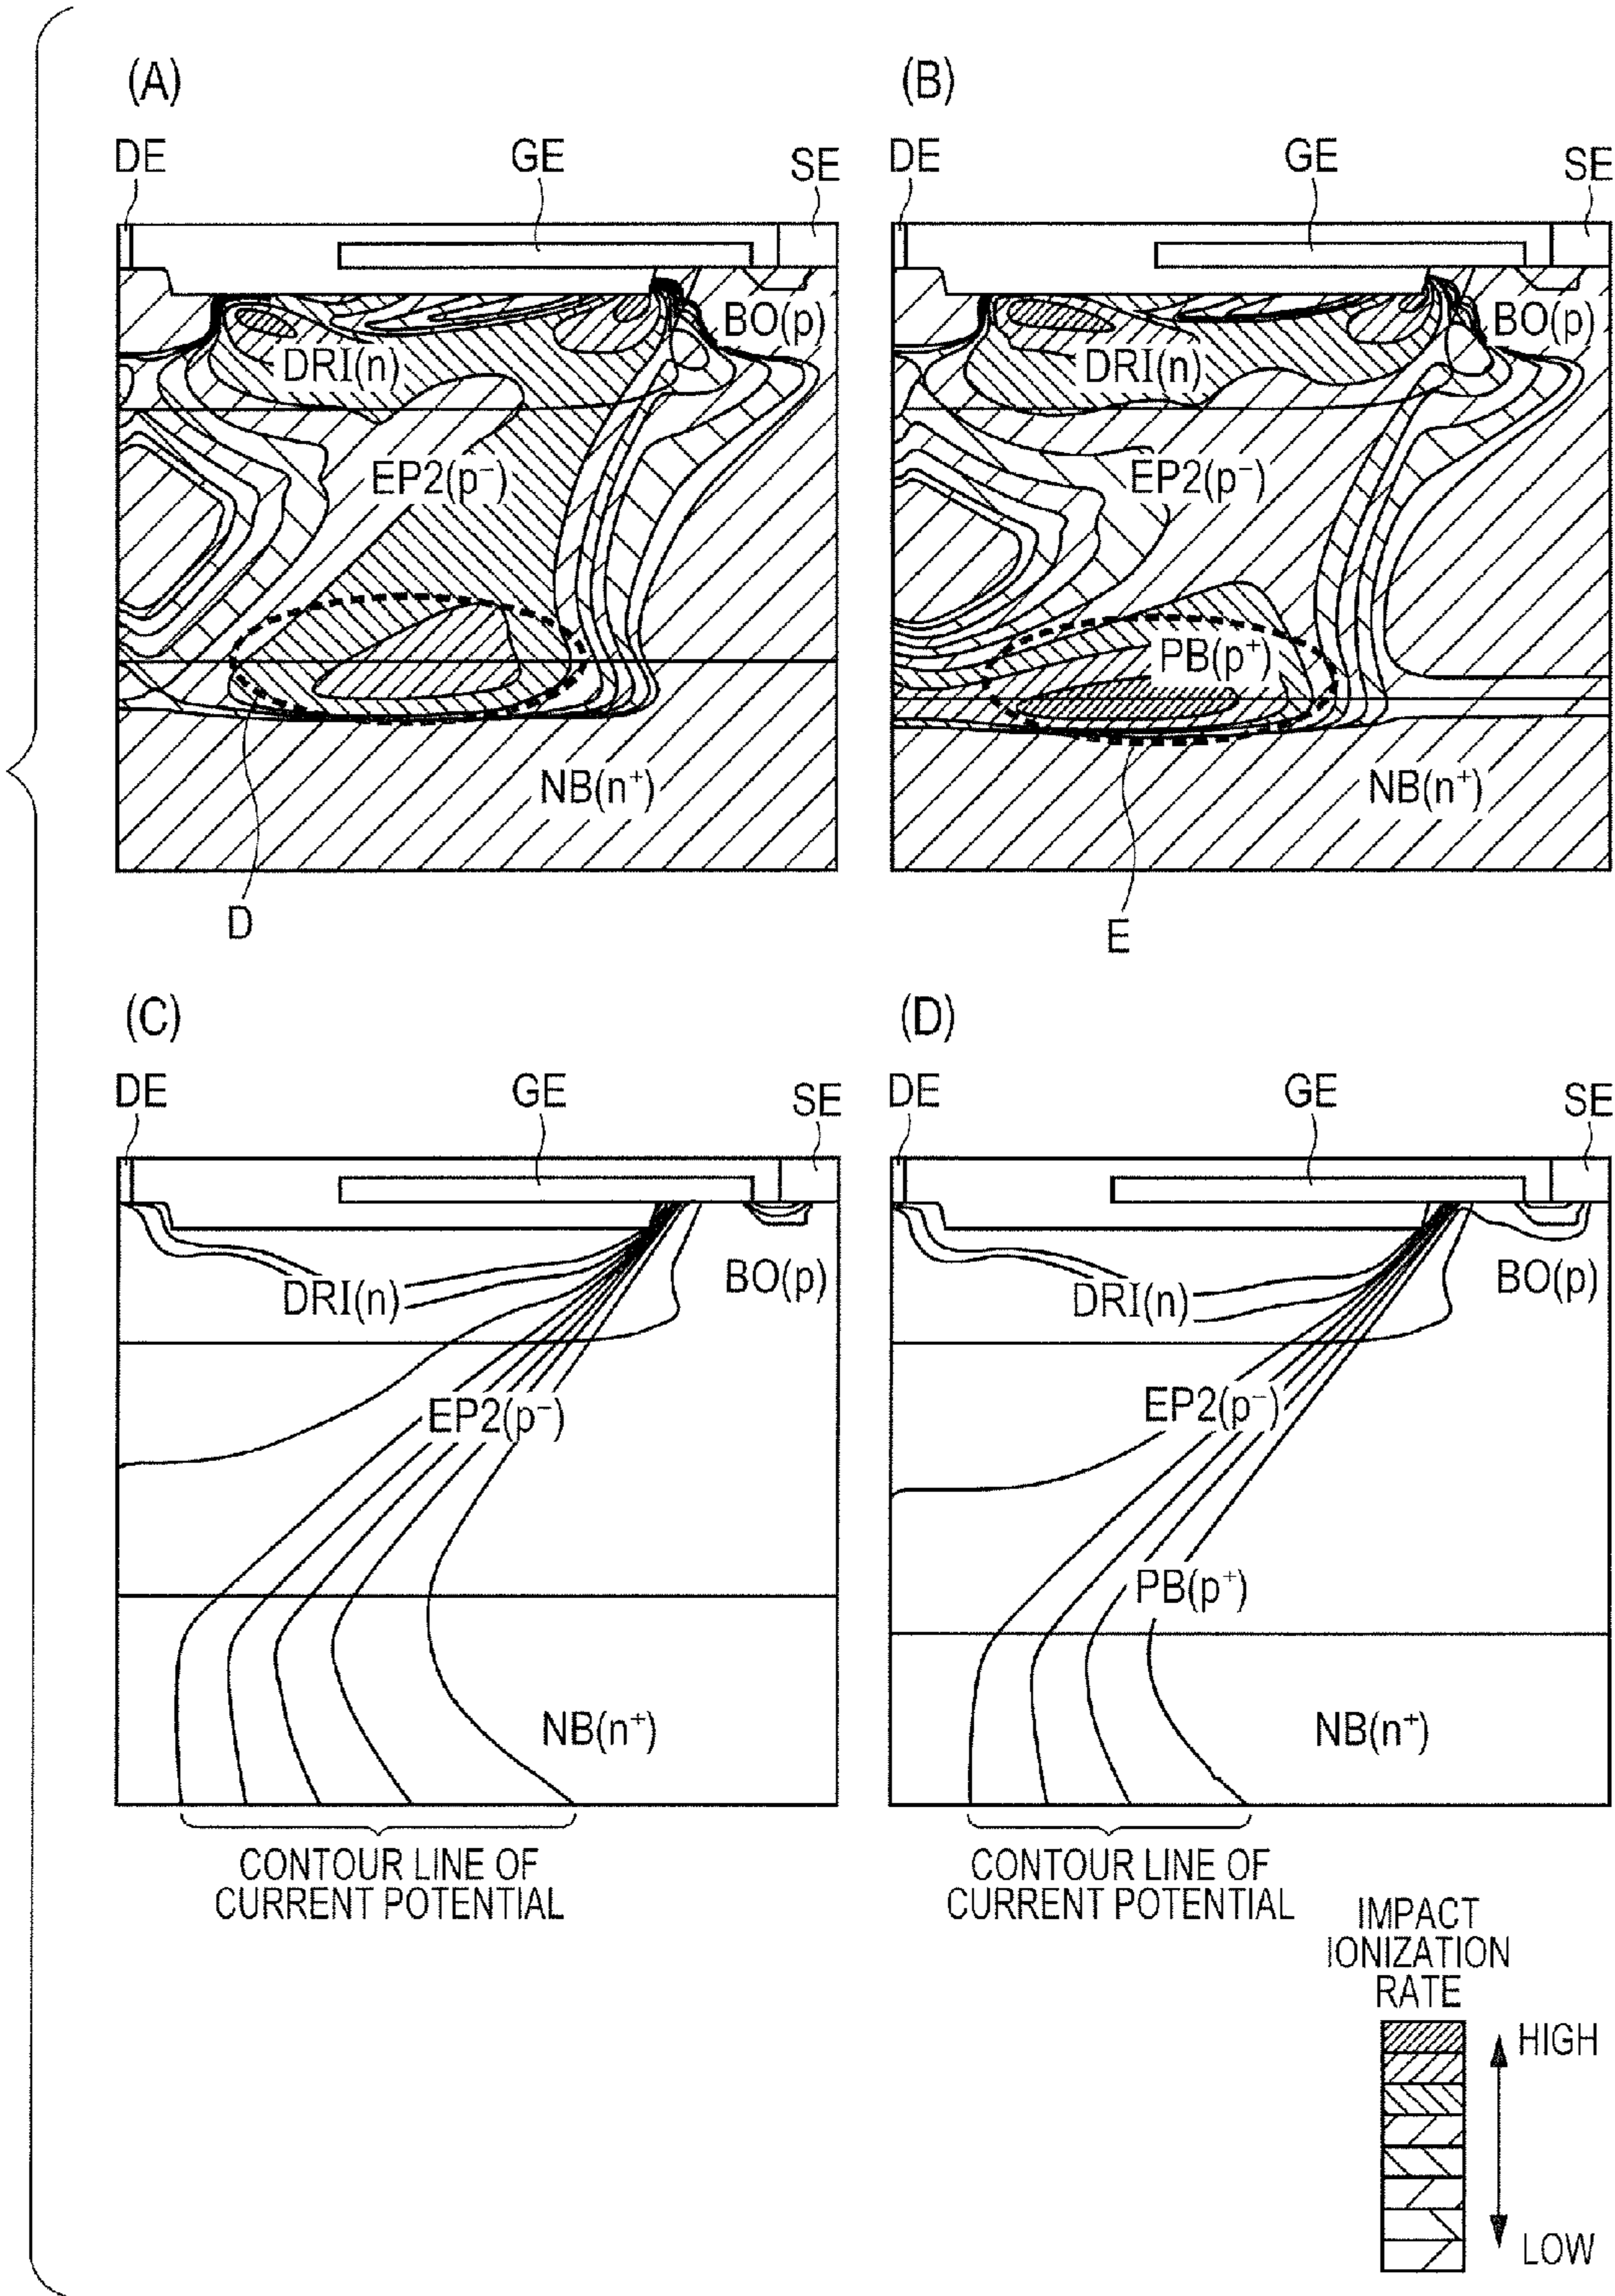 (A)
DE
GE
SE
BO(p)
DRI(n)
EP2(p⁻)
NB(n⁺)
D
(B)
DE
GE
SE
BO(p)
DRI(n)
EP2(p⁻)
PB(p⁺)
NB(n⁺)
E
(C)
DE
GE
SE
BO(p)
DRI(n)
EP2(p⁻)
NB(n⁺)
CONTOUR LINE OF
CURRENT POTENTIAL
(D)
DE
GE
SE
BO(p)
DRI(n)
EP2(p⁻)
PB(p⁺)
NB(n⁺)
CONTOUR LINE OF
CURRENT POTENTIAL
IMPACT
IONIZATION
RATE
HIGH
LOW